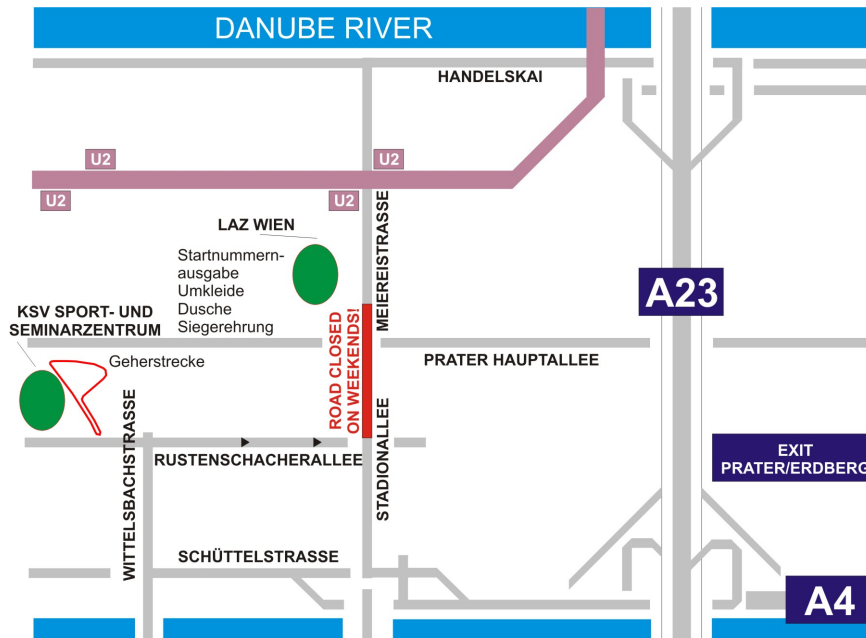 DANUBE RIVER
HANDELSKAI
U2
U2
U2
U2
MEIEREISTRASSE
LAZ WIEN
Startnummern-
ausgabe
Umkleide
Dusche
Siegerehrung
A23
KSV SPORT- UND
SEMINARZENTRUM
Geherstrecke
ROAD CLOSED
ON WEEKENDS!
PRATER HAUPTALLEE
WITTELSBACHSTRASSE
RUSTENSCHACHERALLEE
STADIONALLEE
EXIT
PRATER/ERDBERG
SCHÜTTELSTRASSE
A4